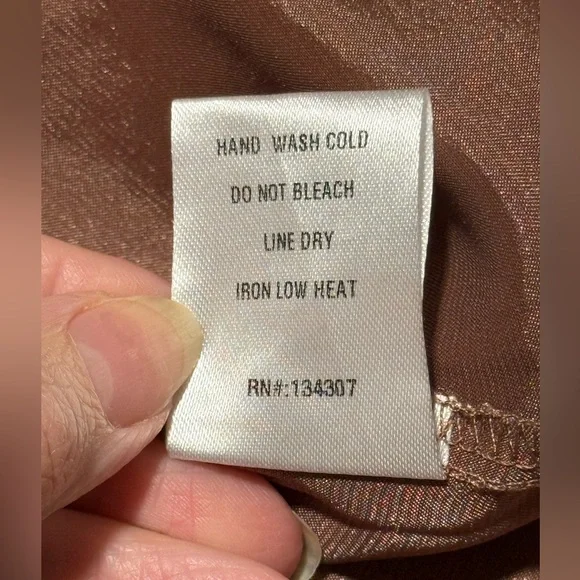 HAND WASH COLD
DO NOT BLEACH
LINE DRY
IRON LOW HEAT
RN#:134307